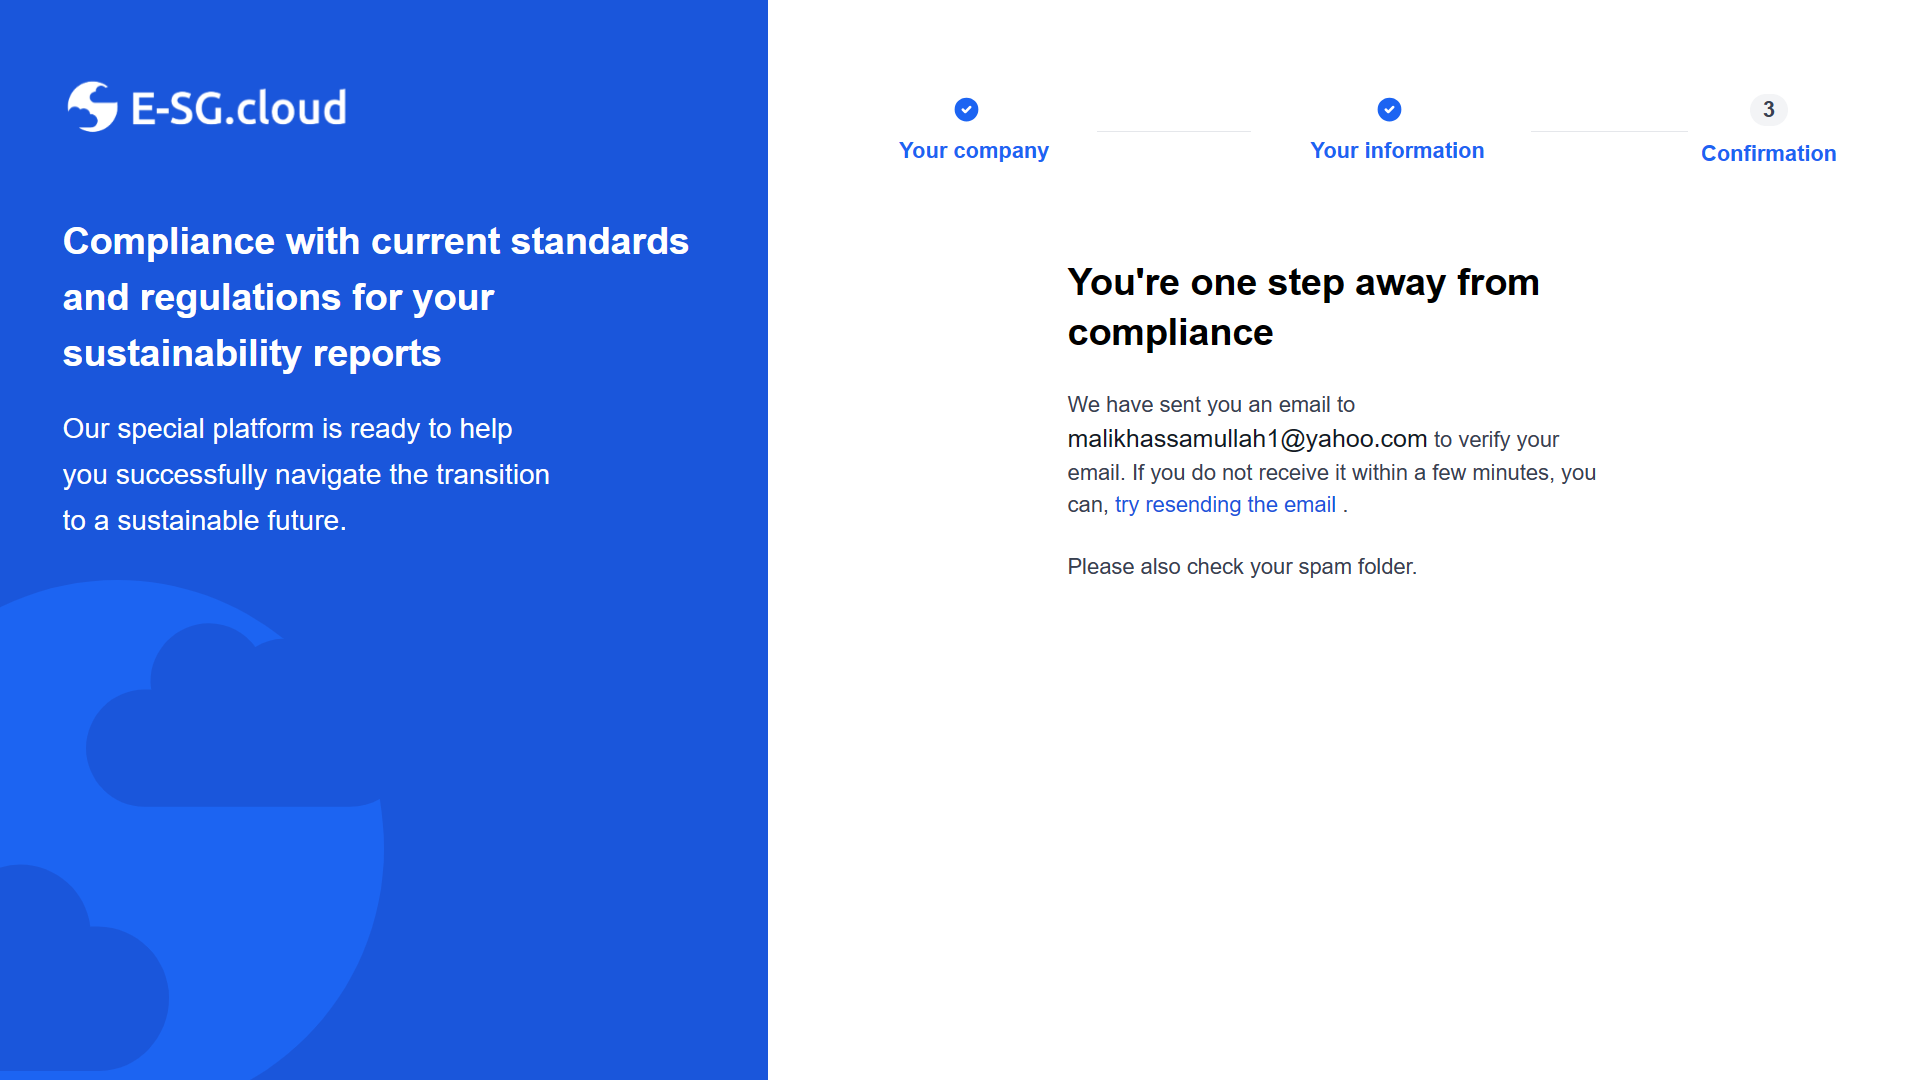 E-SG.cloud
Compliance with current standards
and regulations for your
sustainability reports
Our special platform is ready to help
you successfully navigate the transition
to a sustainable future.
Your company
Your information
3
Confirmation
You're one step away from
compliance
We have sent you an email to
malikhassamullah1@yahoo.com to verify your
email. If you do not receive it within a few minutes, you
can, try resending the email .
Please also check your spam folder.